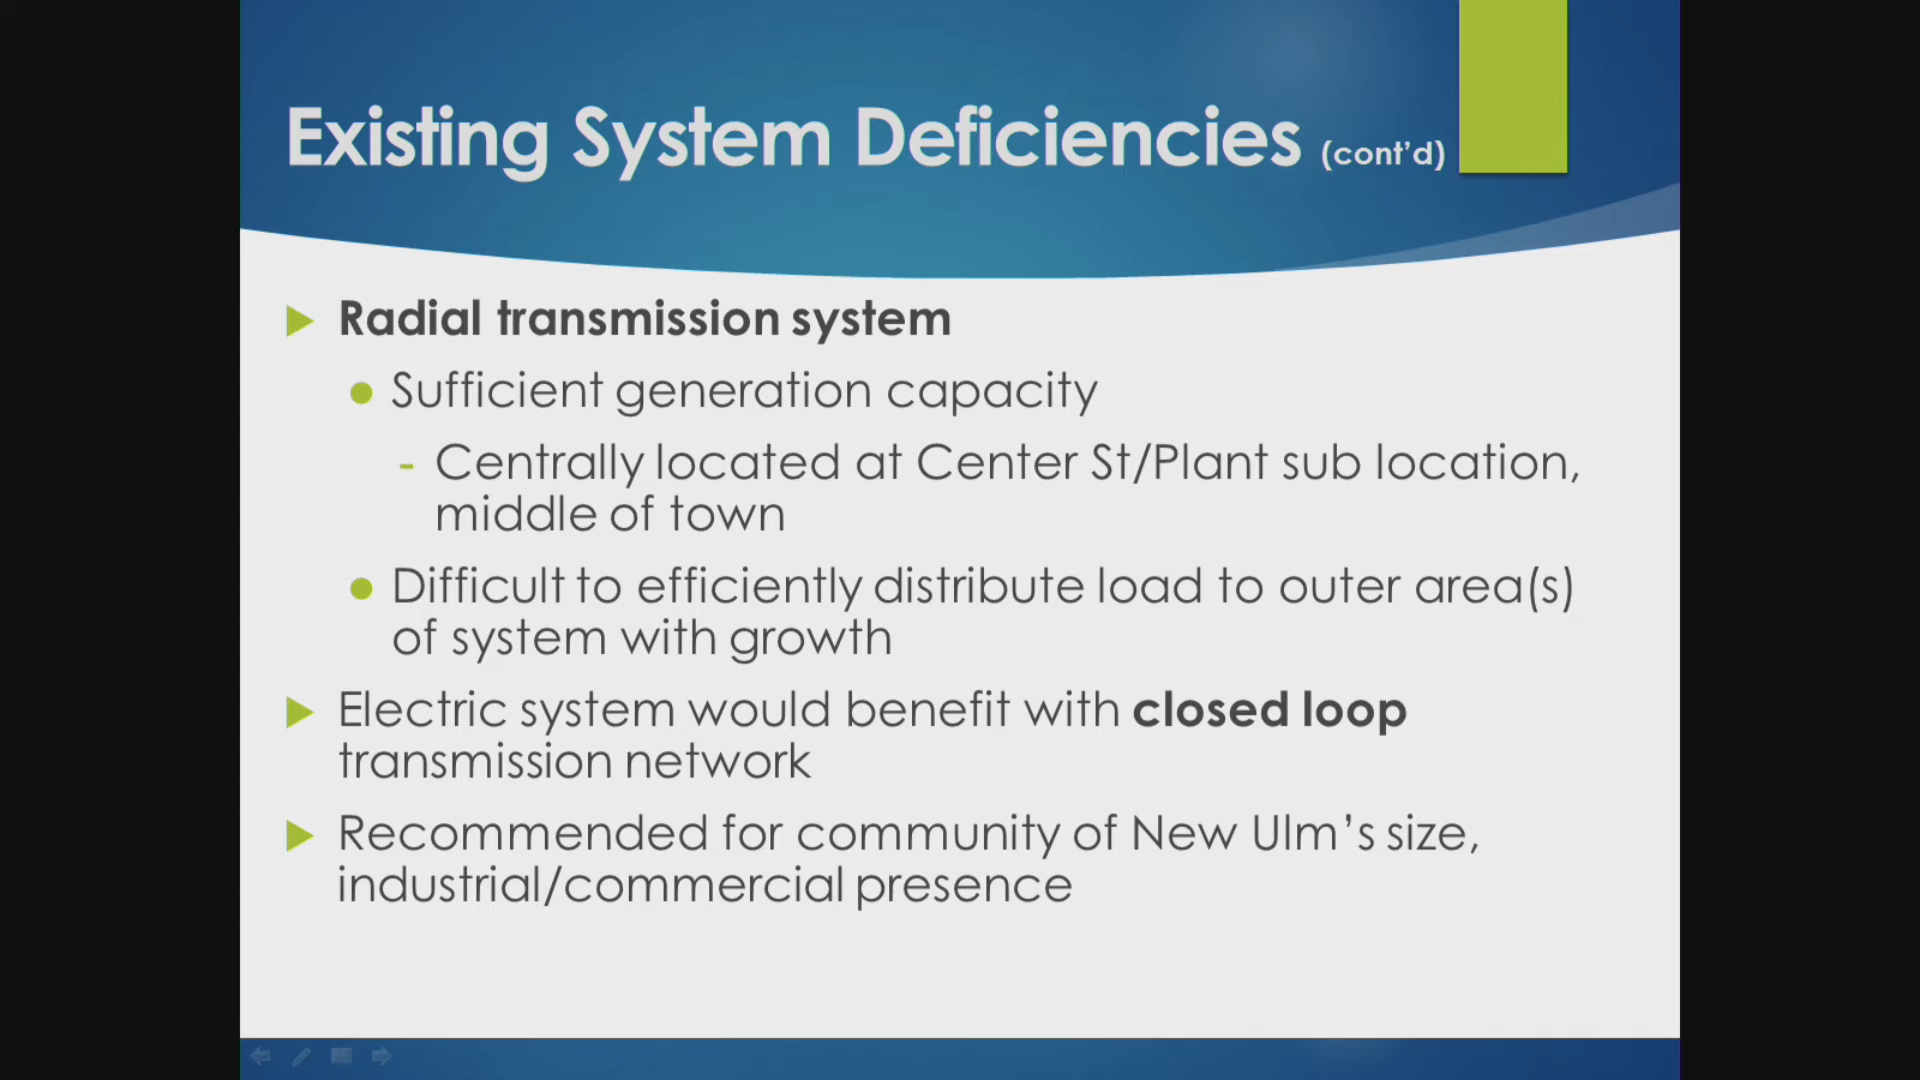 Existing System Deficiencies (cont'd)
Radial transmission system
Sufficient generation capacity
- Centrally located at Center St/Plant sub location,
middle of town
Difficult to efficiently distribute load to outer area(s)
of system with growth
Electric system would benefit with closed loop
transmission network
Recommended for community of New Ulm's size,
industrial/commercial presence